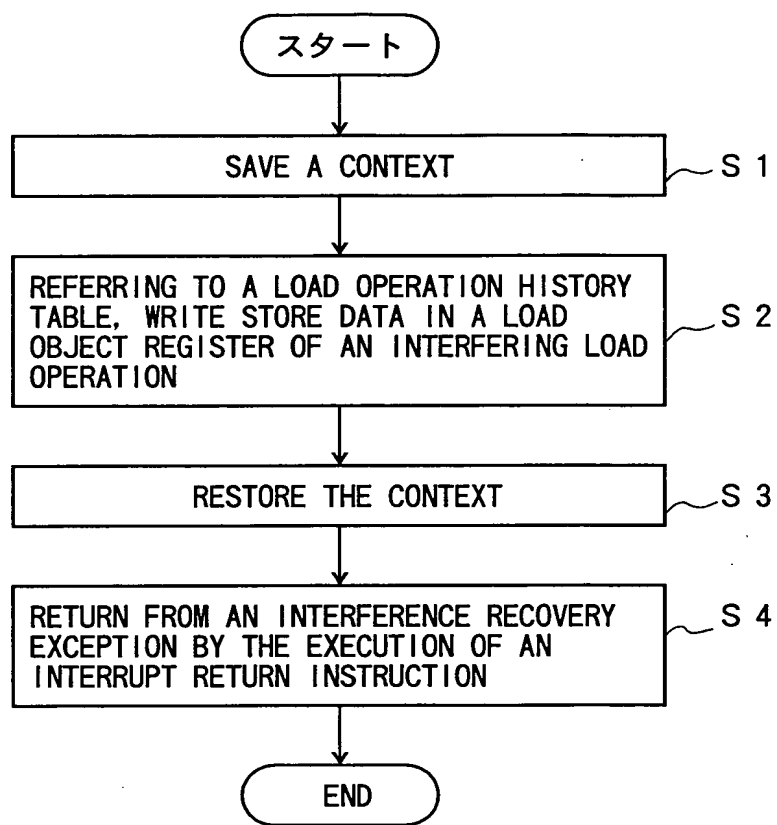 スタート
SAVE A CONTEXT
S 1
REFERRING TO A LOAD OPERATION HISTORY
TABLE, WRITE STORE DATA IN A LOAD
OBJECT REGISTER OF AN INTERFERING LOAD
OPERATION
S 2
RESTORE THE CONTEXT
S 3
RETURN FROM AN INTERFERENCE RECOVERY
EXCEPTION BY THE EXECUTION OF AN
INTERRUPT RETURN INSTRUCTION
S 4
END